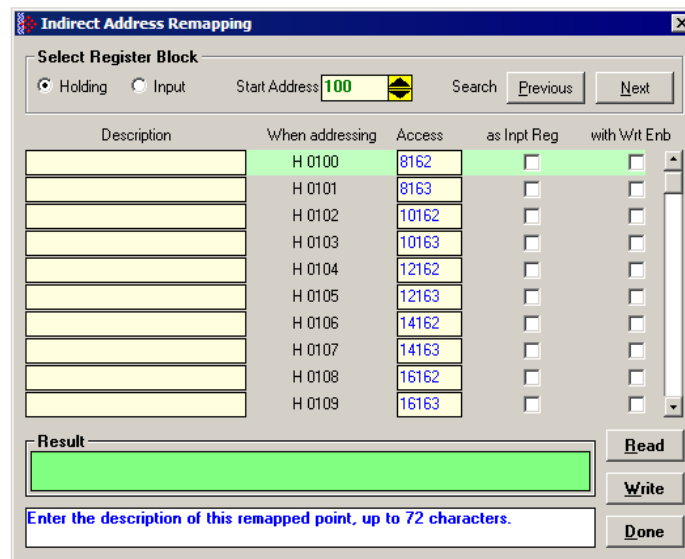 Indirect Address Remapping
Select Register Block
Holding Input Start Address 100 Search Previous Next
Description When addressing Access as Inpt Reg with Wrt Enb
H 0100 8162
H 0101 8163
H 0102 10162
H 0103 10163
H 0104 12162
H 0105 12163
H 0106 14162
H 0107 14163
H 0108 16162
H 0109 16163
Result
Read
Write
Enter the description of this remapped point, up to 72 characters.
Done